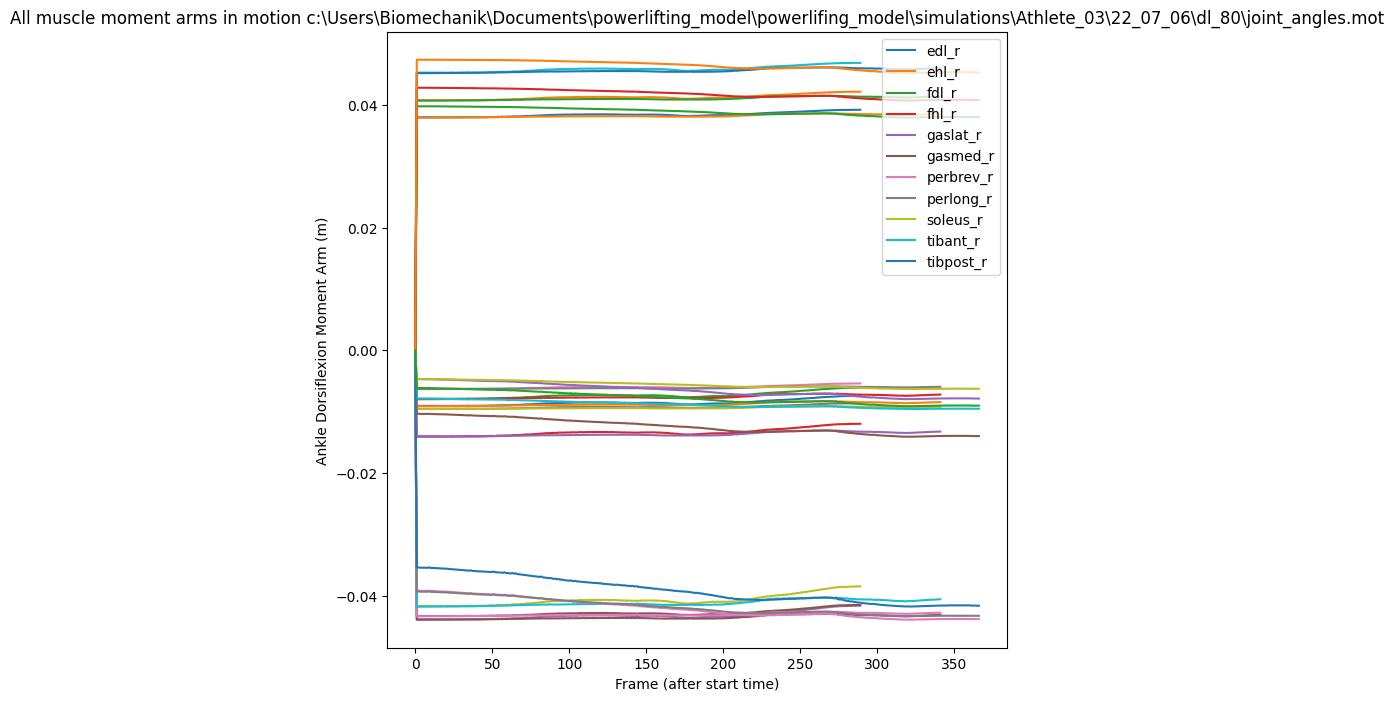 All muscle moment arms in motion c:\Users\Biomechanik\Documents\powerlifting_model\powerlifing_model\simulations\Athlete_03\22_07_06\dl_80\joint_angles.mot
edl_r
ehl_r
fdl_r
fhl_r
gaslat_r
gasmed_r
perbrev_r
perlong_r
soleus_r
tibant_r
tibpost_r
0.04
0.02
0.00
−0.02
−0.04
Ankle Dorsiflexion Moment Arm (m)
0 50 100 150 200 250 300 350
Frame (after start time)